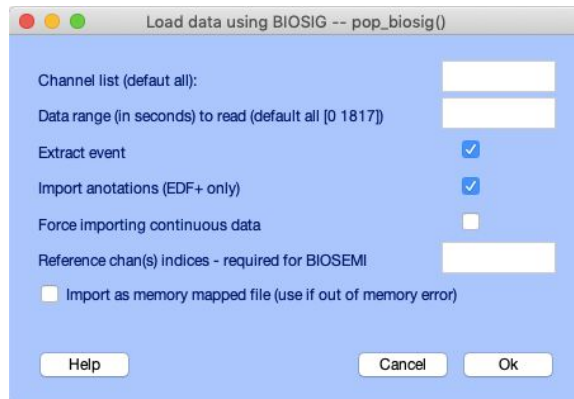 Load data using BIOSIG -- pop_biosig()
Channel list (defaut all):
Data range (in seconds) to read (default all [0 1817])
Extract event
Import anotations (EDF+ only)
Force importing continuous data
Reference chan(s) indices - required for BIOSEMI
Import as memory mapped file (use if out of memory error)
Help Cancel Ok